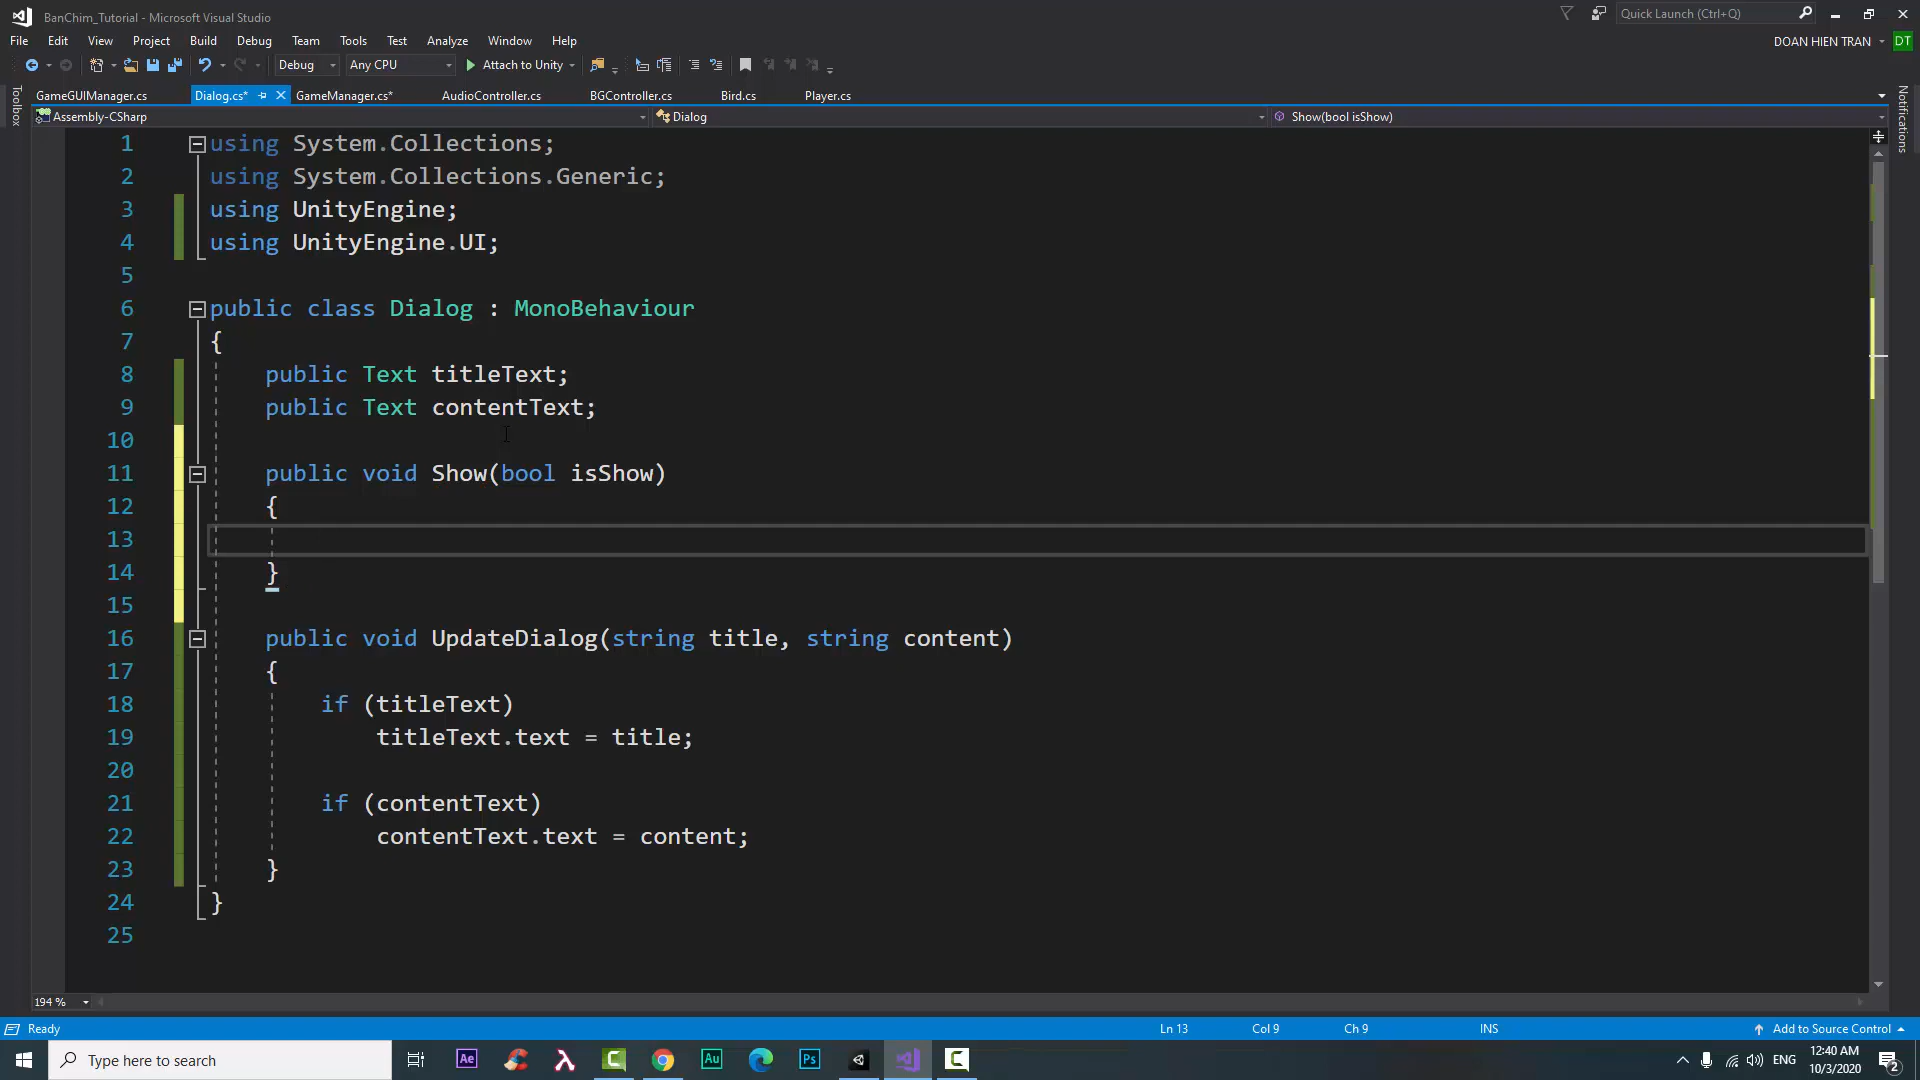 BanChim_Tutorial - Microsoft Visual Studio
Quick Launch (Ctrl+Q)
File Edit View Project Build Debug Team Tools Test Analyze Window Help
DOAN HIEN TRAN DT
Debug Any CPU Attach to Unity
Toolbox
GameGUIManager.cs Dialog.cs* GameManager.cs* AudioController.cs BGController.cs Bird.cs Player.cs
Notifications
Assembly-CSharp Dialog Show(bool isShow)
1 using System.Collections;
2 using System.Collections.Generic;
3 using UnityEngine;
4 using UnityEngine.UI;
5
6 public class Dialog : MonoBehaviour
7 {
8 public Text titleText;
9 public Text contentText;
10
11 public void Show(bool isShow)
12 {
13
14 }
15
16 public void UpdateDialog(string title, string content)
17 {
18 if (titleText)
19 titleText.text = title;
20
21 if (contentText)
22 contentText.text = content;
23 }
24 }
25
194 %
Ready Ln 13 Col 9 Ch 9 INS Add to Source Control
Type here to search
Ae Au Ps
ENG 12:40 AM
10/3/2020
2